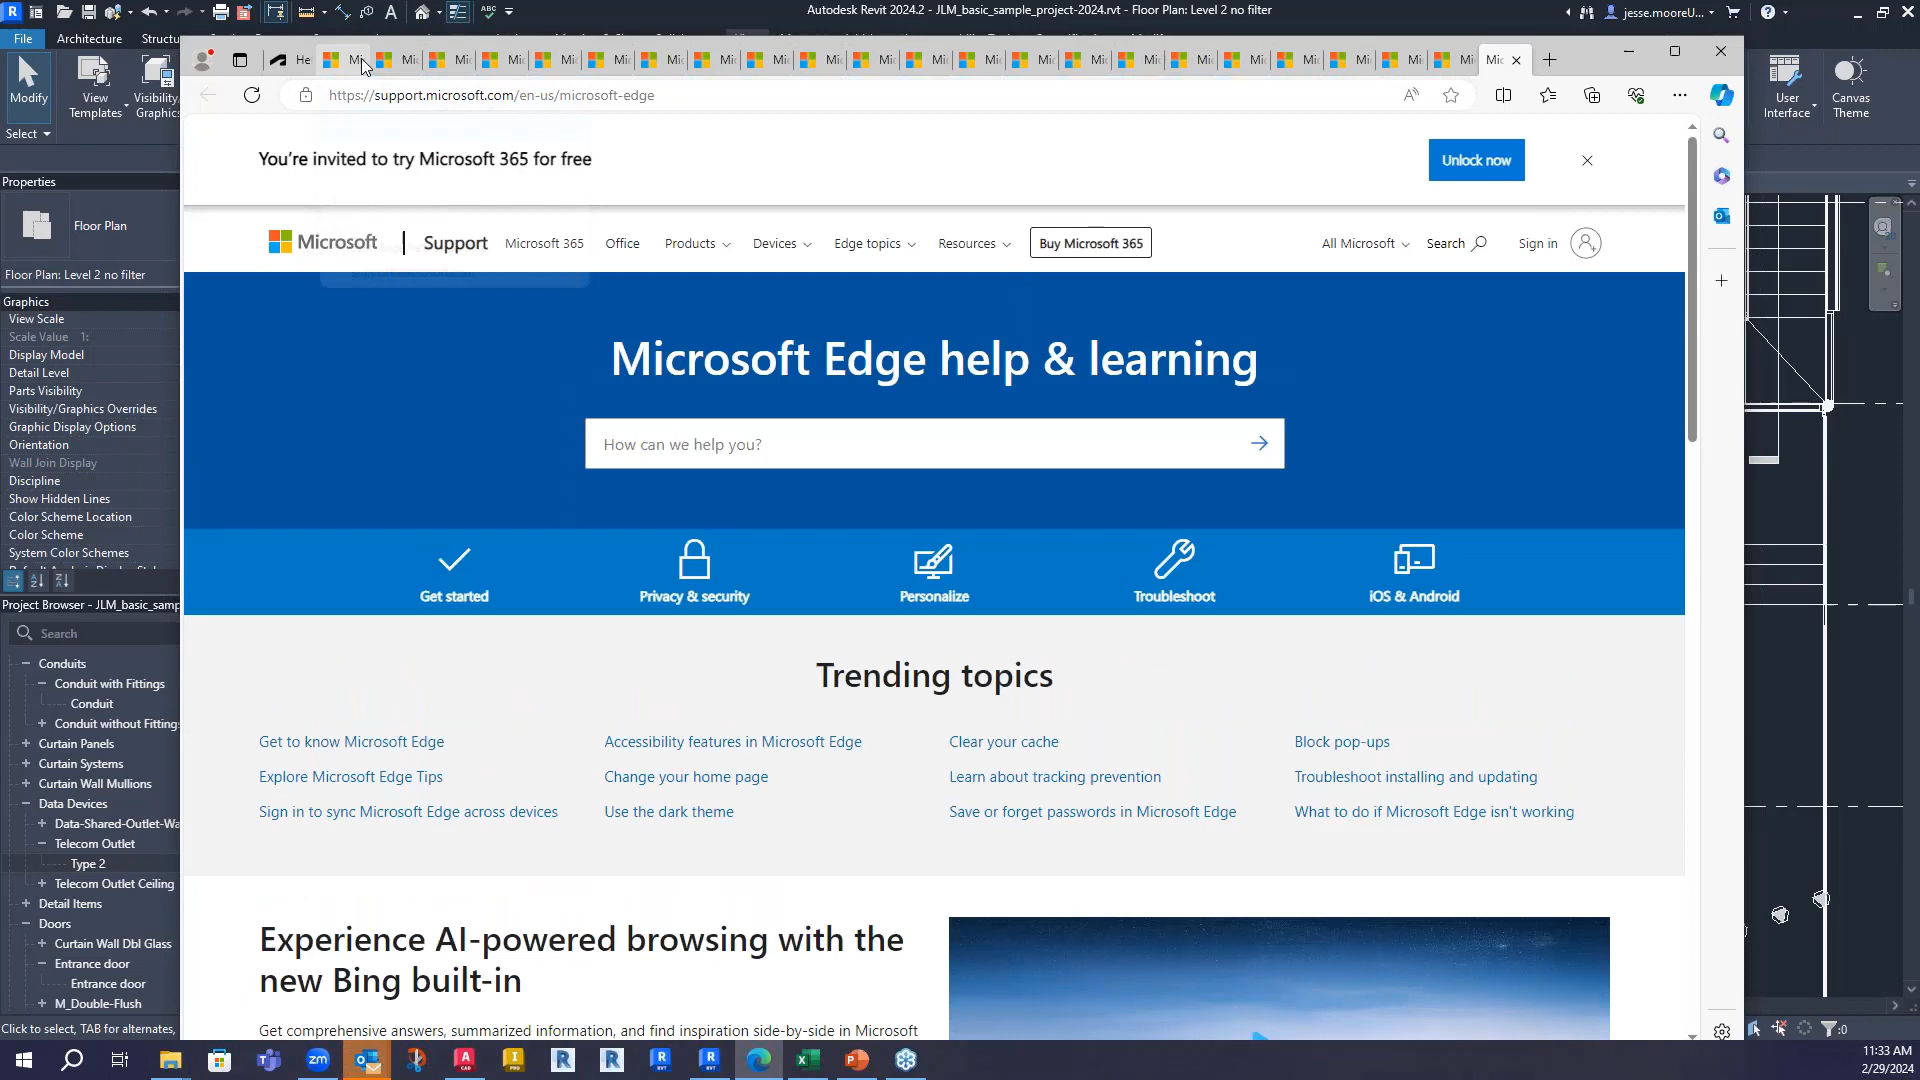 Autodesk Revit 2024.2 - JLM_basic_sample_project-2024.rvt - Floor Plan: Level 2 no filter
jesse.mooreU...
File
Architecture
Structu
Modify
View
Templates
Visibility/
Graphics
User
Interface
Canvas
Theme
Select
He
https://support.microsoft.com/en-us/microsoft-edge
You're invited to try Microsoft 365 for free
Unlock now
Microsoft
Support
Microsoft 365
Office
Products
Devices
Edge topics
Resources
Buy Microsoft 365
All Microsoft
Search
Sign in
Microsoft Edge help & learning
How can we help you?
Get started
Privacy & security
Personalize
Troubleshoot
iOS & Android
Trending topics
Get to know Microsoft Edge
Accessibility features in Microsoft Edge
Clear your cache
Block pop-ups
Explore Microsoft Edge Tips
Change your home page
Learn about tracking prevention
Troubleshoot installing and updating
Sign in to sync Microsoft Edge across devices
Use the dark theme
Save or forget passwords in Microsoft Edge
What to do if Microsoft Edge isn't working
Experience AI-powered browsing with the
new Bing built-in
Get comprehensive answers, summarized information, and find inspiration side-by-side in Microsoft
Properties
Floor Plan
Floor Plan: Level 2 no filter
Graphics
View Scale
Scale Value 1:
Display Model
Detail Level
Parts Visibility
Visibility/Graphics Overrides
Graphic Display Options
Orientation
Wall Join Display
Discipline
Show Hidden Lines
Color Scheme Location
Color Scheme
System Color Schemes
Project Browser - JLM_basic_samp
Search
Conduits
Conduit with Fittings
Conduit
Conduit without Fittings
Curtain Panels
Curtain Systems
Curtain Wall Mullions
Data Devices
Data-Shared-Outlet-Wa
Telecom Outlet
Type 2
Telecom Outlet Ceiling
Detail Items
Doors
Curtain Wall Dbl Glass
Entrance door
Entrance door
M_Double-Flush
Click to select, TAB for alternates,
:0
11:33 AM
2/29/2024